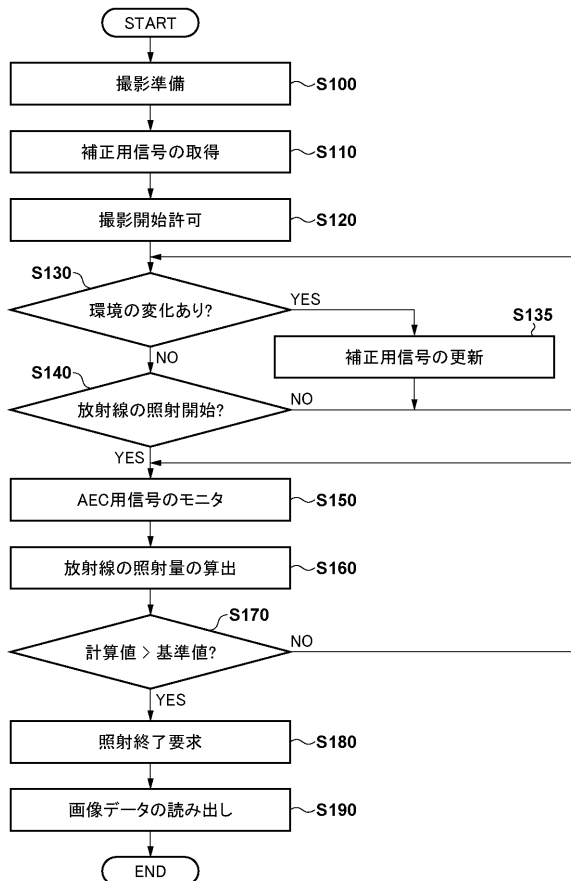 START
撮影準備
S100
補正用信号の取得
S110
撮影開始許可
S120
S130
環境の変化あり?
YES
S135
補正用信号の更新
NO
S140
放射線の照射開始?
NO
YES
AEC用信号のモニタ
S150
放射線の照射量の算出
S160
S170
計算値 > 基準値?
NO
YES
照射終了要求
S180
画像データの読み出し
S190
END